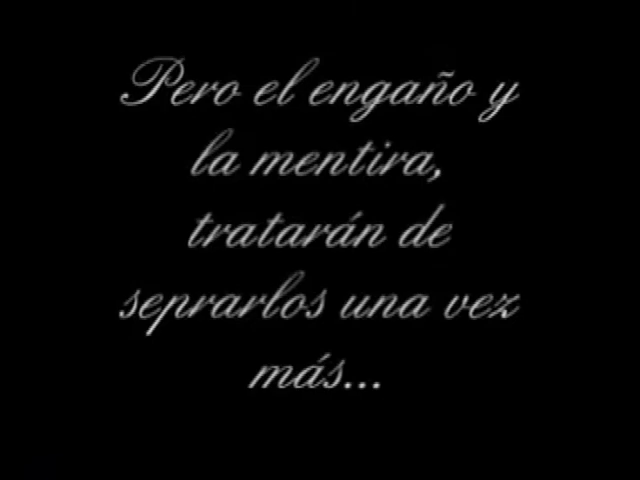 Pero el engaño y
la mentira,
tratarán de
seprarlos una vez
más...